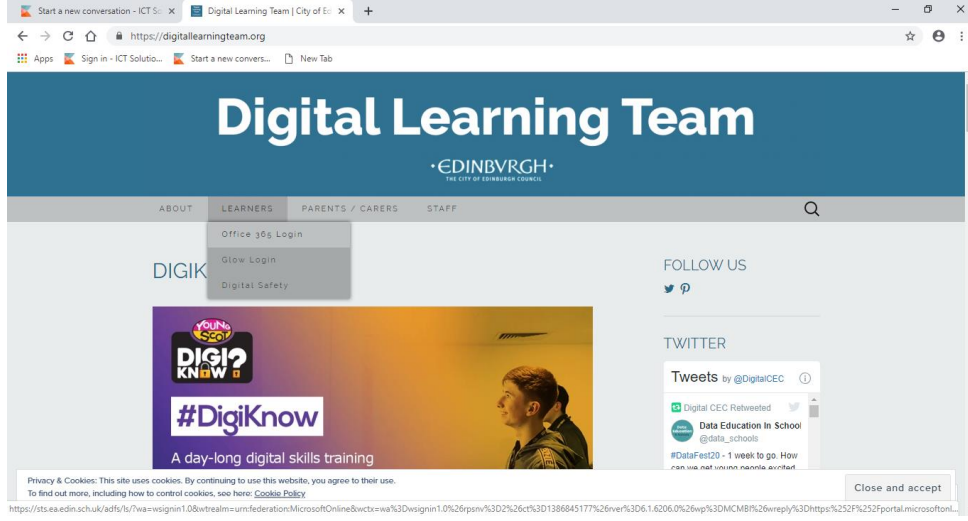 Start a new conversation - ICT So
Digital Learning Team | City of Ed
https://digitallearningteam.org
Apps
Sign in - ICT Solutio...
Start a new convers...
New Tab
Digital Learning Team
·EDINBVRGH·
THE CITY OF EDINBURGH COUNCIL
ABOUT LEARNERS PARENTS / CARERS STAFF
Office 365 Login
Glow Login
Digital Safety
DIGIK
YOUNG
SCOT
DIGI?
KNOW
#DigiKnow
A day-long digital skills training
FOLLOW US
TWITTER
Tweets by @DigitalCEC
Digital CEC Retweeted
Data Education In School
@data_schools
#DataFest20 - 1 week to go. How
can we get young people excited
Privacy & Cookies: This site uses cookies. By continuing to use this website, you agree to their use.
To find out more, including how to control cookies, see here: Cookie Policy
Close and accept
https://sts.ea.edin.sch.uk/adfs/ls/?wa=wsignin1.0&wtrealm=urn:federation:MicrosoftOnline&wctx=wa%3Dwsignin1.0%26rpsnv%3D2%26ct%3D1386845177%26rver%3D6.1.6206.0%26wp%3DMCMBI%26wreply%3Dhttps%252F%252Fportal.microsoftonl...